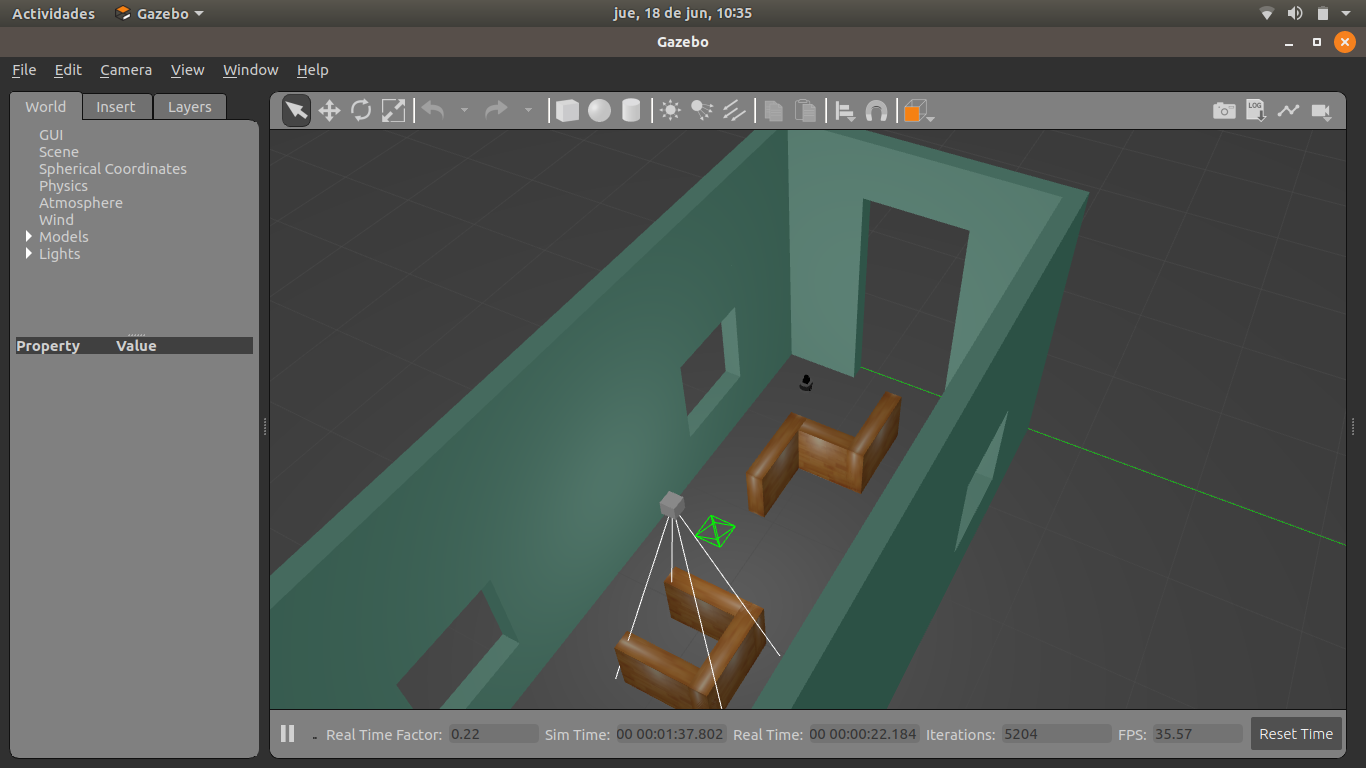 Actividades Gazebo jue, 18 de jun, 10:35
Gazebo
File Edit Camera View Window Help
World Insert Layers
LOG
GUI
Scene
Spherical Coordinates
Physics
Atmosphere
Wind
Models
Lights
Property Value
Real Time Factor: 0.22 Sim Time: 00 00:01:37.802 Real Time: 00 00:00:22.184 Iterations: 5204 FPS: 35.57 Reset Time